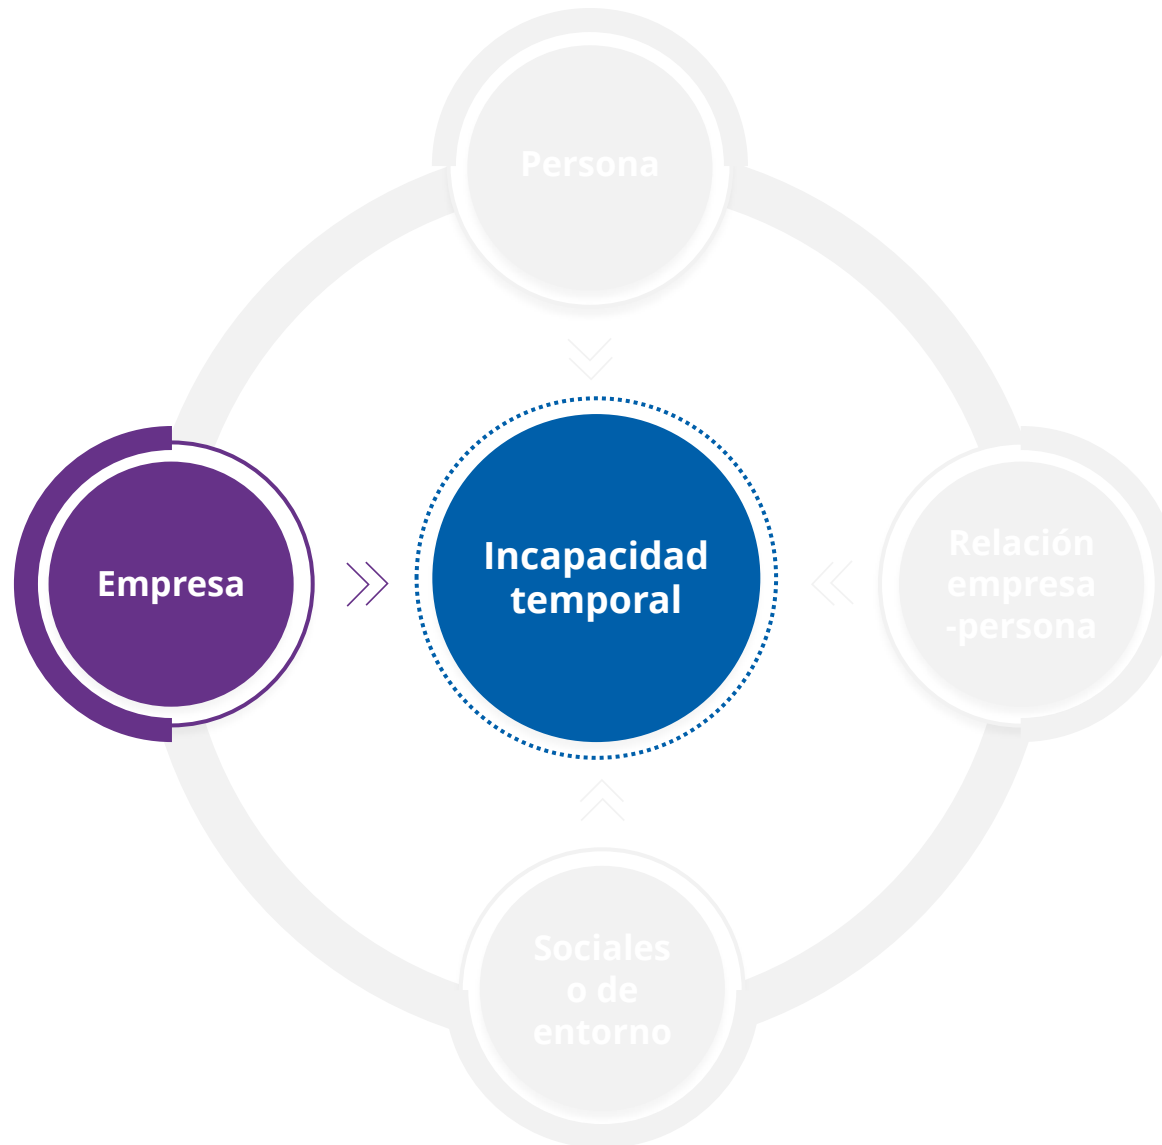 Persona
Empresa
Incapacidad
temporal
Relación
empresa
-persona
Sociales
o de
entorno